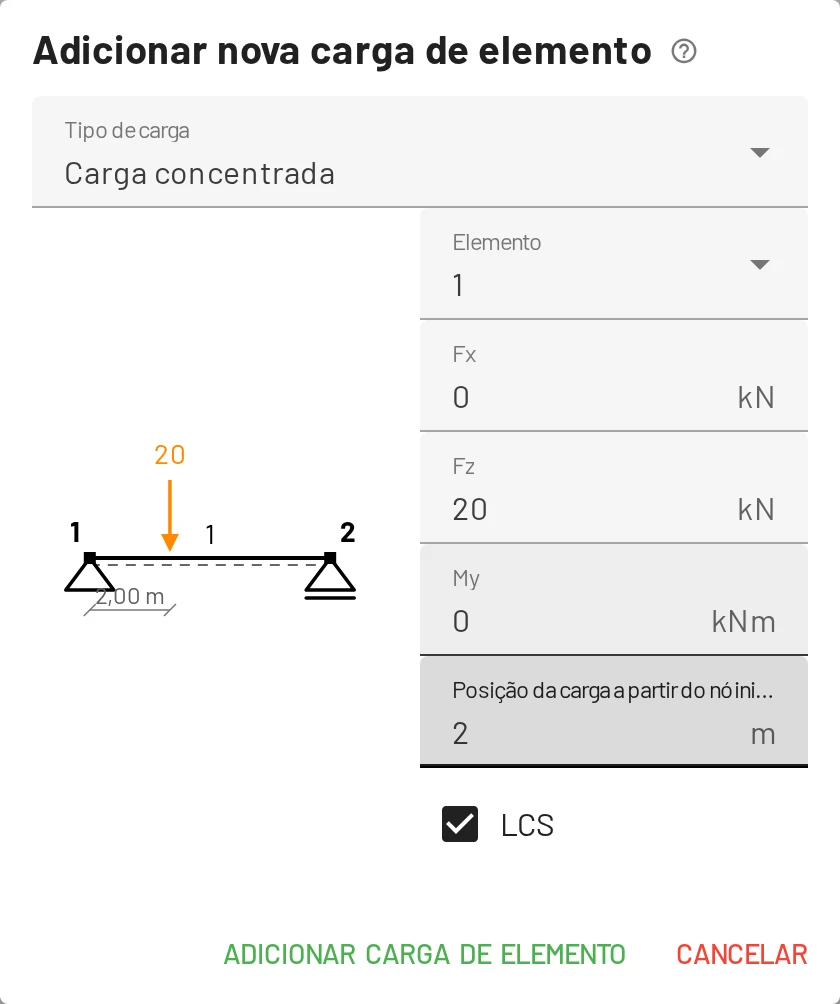 Adicionar nova carga de elemento ?
Tipo de carga
Carga concentrada
Elemento
1
Fx
0 kN
Fz
20 kN
My
0 kNm
Posição da carga a partir do nó ini...
2 m
LCS
20
1 1 2
2,00 m
ADICIONAR CARGA DE ELEMENTO CANCELAR